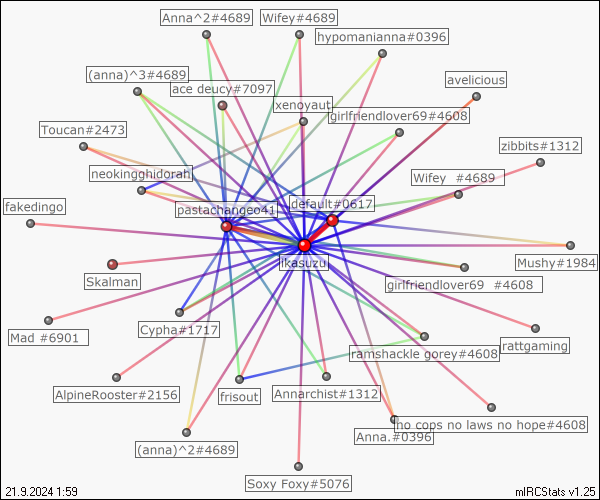 Anna^2#4689
Wifey#4689
hypomanianna#0396
(anna)^3#4689
ace deucy#7097
avelicious
xenoyaut
girlfriendlover69#4608
Toucan#2473
zibbits#1312
neokingghidorah
Wifey  #4689
fakedingo
pastachangeo41
default#0617
ikasuzu
Mushy#1984
Skalman
girlfriendlover69  #4608
Mad #6901
Cypha#1717
rattgaming
ramshackle gorey#4608
AlpineRooster#2156
frisout
Annarchist#1312
no cops no laws no hope#4608
Anna.#0396
(anna)^2#4689
Soxy Foxy#5076
21.9.2024 1:59
mIRCStats v1.25